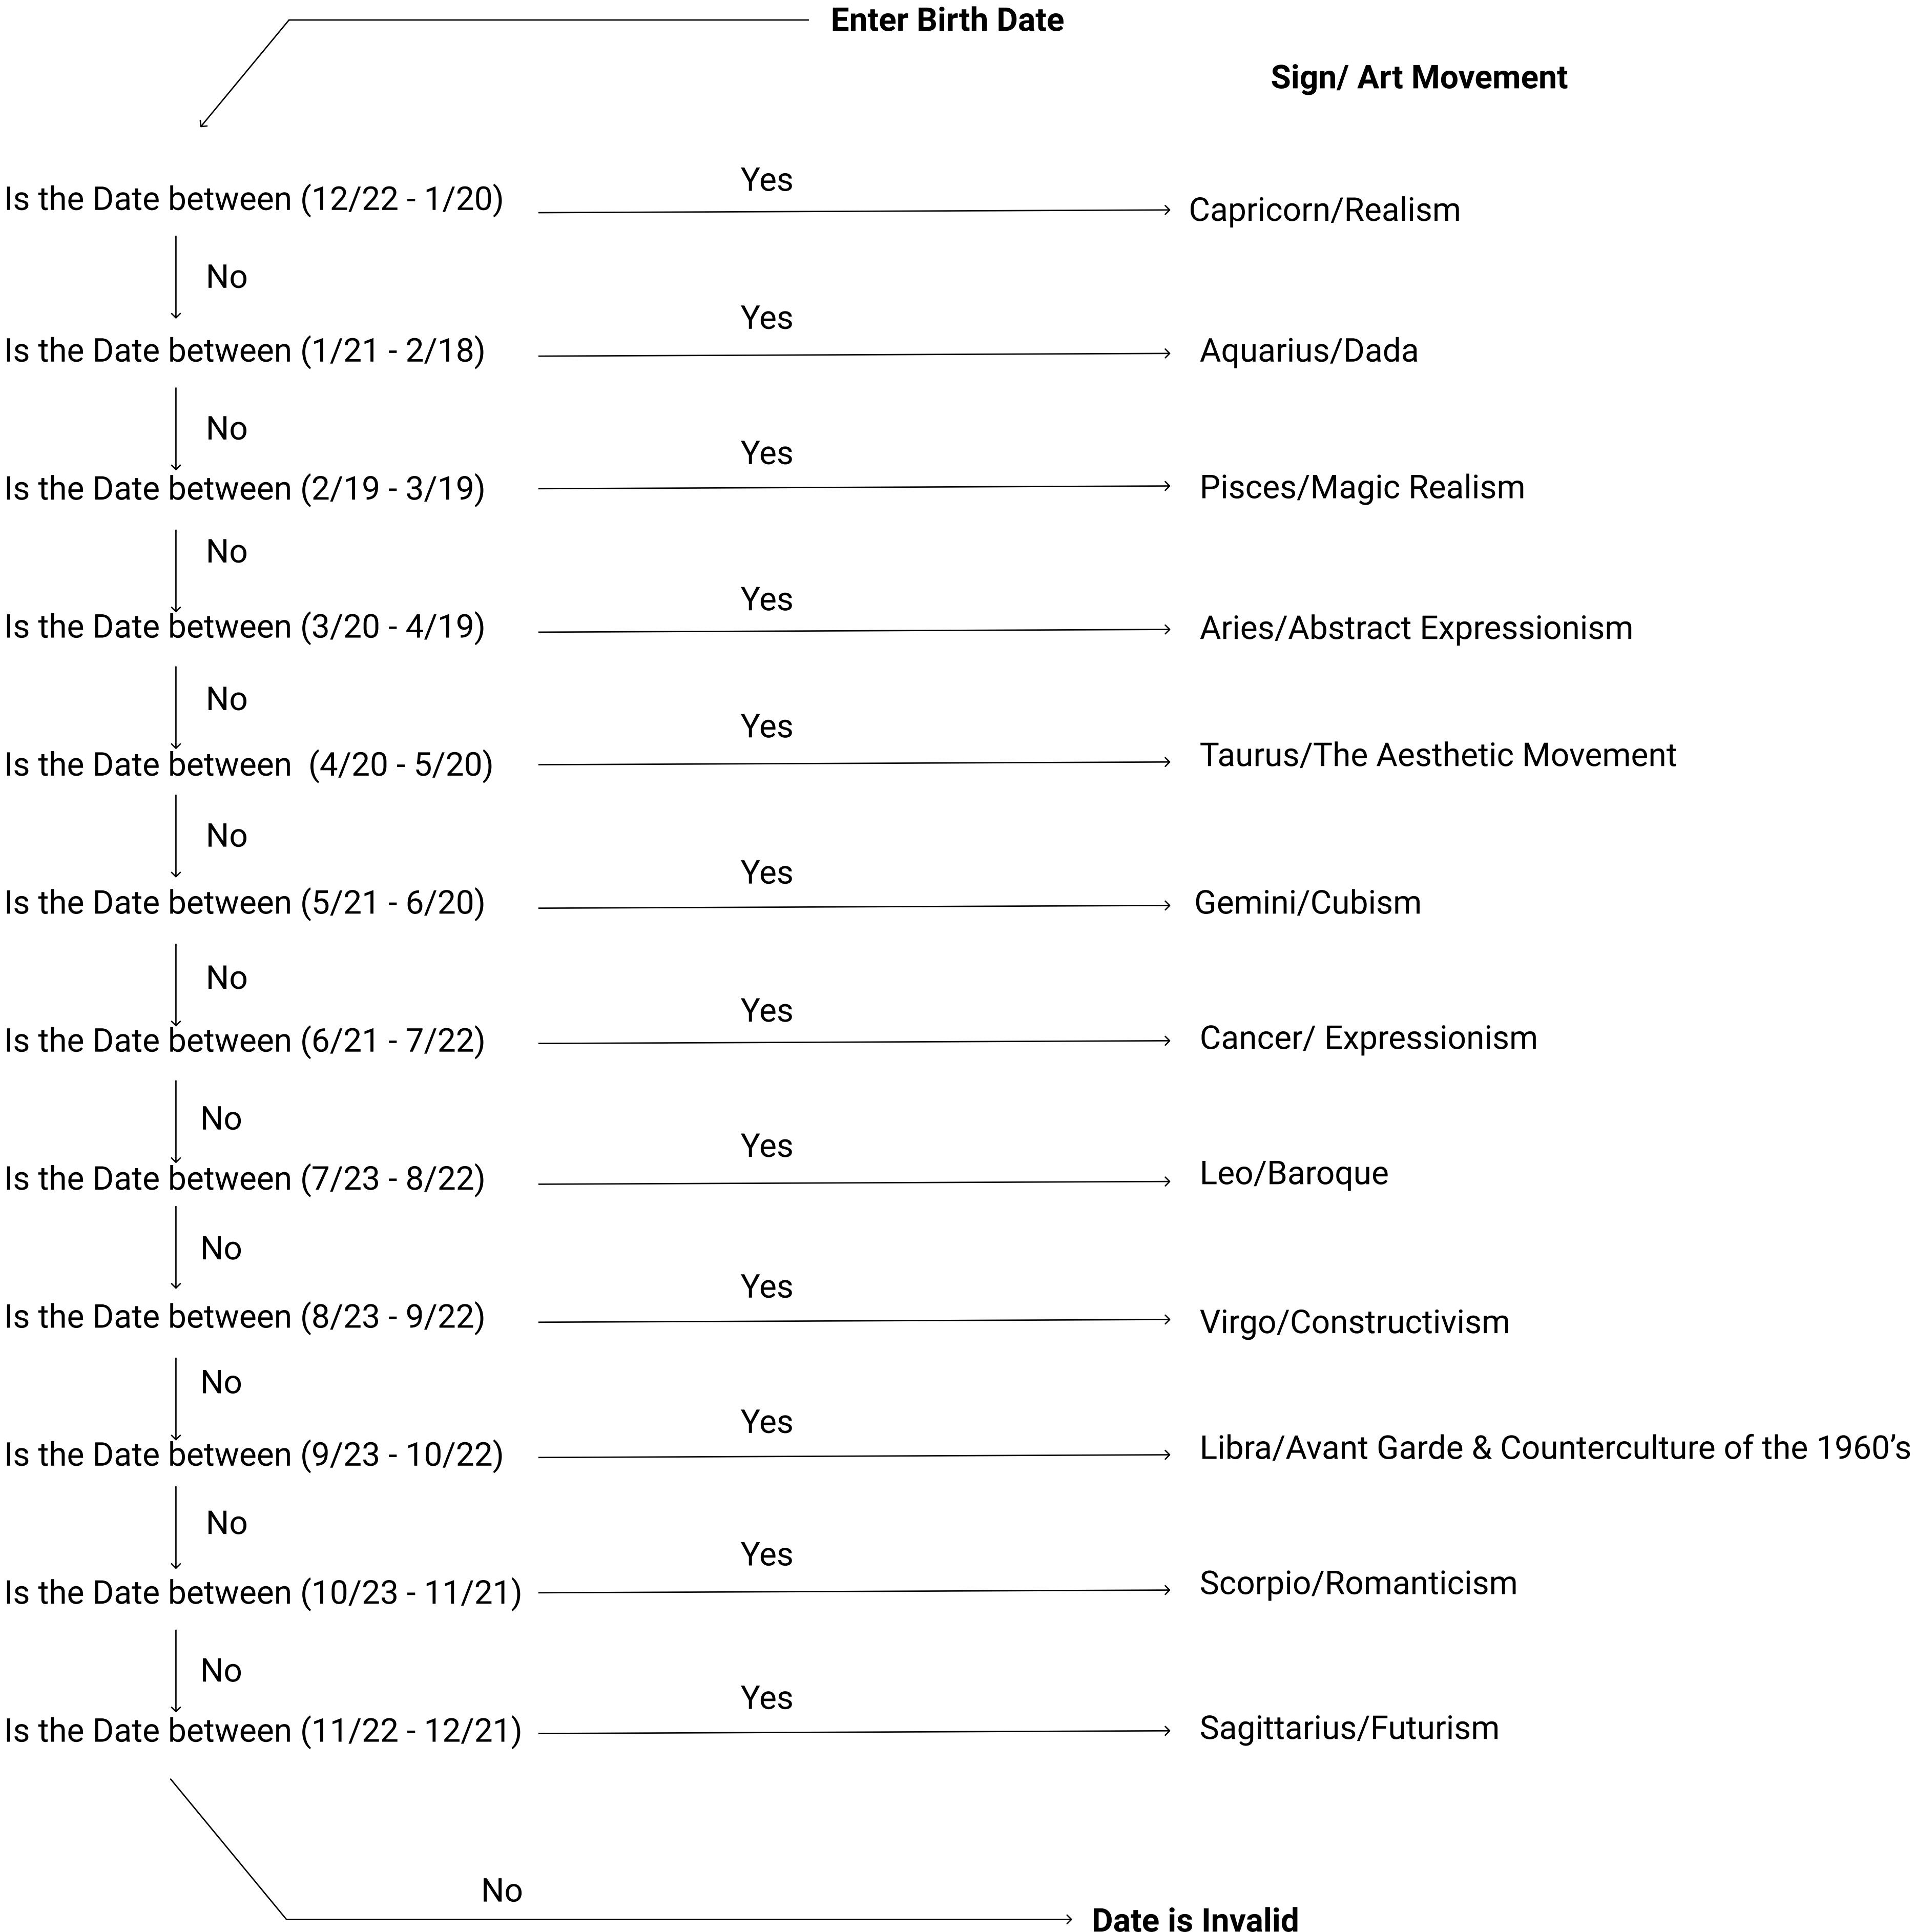 Enter Birth Date
Sign/ Art Movement
Is the Date between (12/22 - 1/20)
Yes
Capricorn/Realism
No
Is the Date between (1/21 - 2/18)
Yes
Aquarius/Dada
No
Is the Date between (2/19 - 3/19)
Yes
Pisces/Magic Realism
No
Is the Date between (3/20 - 4/19)
Yes
Aries/Abstract Expressionism
No
Is the Date between  (4/20 - 5/20)
Yes
Taurus/The Aesthetic Movement
No
Is the Date between (5/21 - 6/20)
Yes
Gemini/Cubism
No
Is the Date between (6/21 - 7/22)
Yes
Cancer/ Expressionism
No
Is the Date between (7/23 - 8/22)
Yes
Leo/Baroque
No
Is the Date between (8/23 - 9/22)
Yes
Virgo/Constructivism
No
Is the Date between (9/23 - 10/22)
Yes
Libra/Avant Garde & Counterculture of the 1960’s
No
Is the Date between (10/23 - 11/21)
Yes
Scorpio/Romanticism
No
Is the Date between (11/22 - 12/21)
Yes
Sagittarius/Futurism
No
Date is Invalid